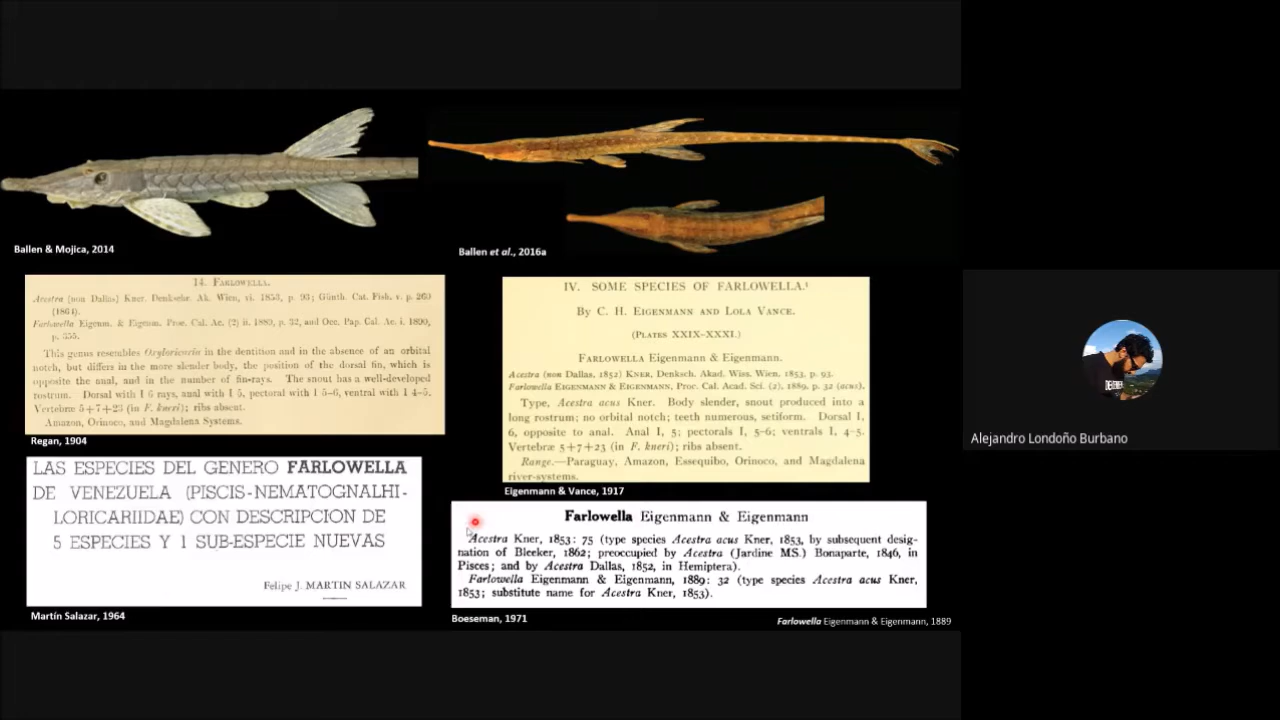 Ballen & Mojica, 2014
Ballen et al., 2016a
14. FARLOWELLA.
Acestra (non Dallas) Kner. Denkschr. Ak. Wien, vi. 1853, p. 93; Günth. Cat. Fish. v. p. 260
(1864).
Farlowella Eigenm. & Eigenm. Proc. Cal. Ac. (2) ii. 1889, p. 32, and Occ. Pap. Cal. Ac. i. 1890,
p. 355.
This genus resembles Oxyloricaria in the dentition and in the absence of an orbital
notch, but differs in the more slender body, the position of the dorsal fin, which is
opposite the anal, and in the number of fin-rays. The snout has a well-developed
rostrum. Dorsal with I 6 rays, anal with I 5, pectoral with I 5-6, ventral with I 4-5.
Vertebræ 5+7+23 (in F. kneri); ribs absent.
Amazon, Orinoco, and Magdalena Systems.
Regan, 1904
IV. SOME SPECIES OF FARLOWELLA.¹
By C. H. EIGENMANN AND LOLA VANCE.
(PLATES XXIX–XXXI.)
FARLOWELLA Eigenmann & Eigenmann.
Acestra (non Dallas, 1852) KNER, Denksch. Akad. Wiss. Wien, 1853, p. 93.
Farlowella EIGENMANN & EIGENMANN, Proc. Cal. Acad. Sci. (2), 1889, p. 32 (acus).
Type, Acestra acus Kner. Body slender, snout produced into a
long rostrum; no orbital notch; teeth numerous, setiform. Dorsal I,
6, opposite to anal. Anal I, 5; pectorals I, 5–6; ventrals I, 4–5.
Vertebræ 5+7+23 (in F. kneri); ribs absent.
Range.—Paraguay, Amazon, Essequibo, Orinoco, and Magdalena
river-systems.
Eigenmann & Vance, 1917
LAS ESPECIES DEL GENERO FARLOWELLA
DE VENEZUELA (PISCIS-NEMATOGNALHI-
LORICARIIDAE) CON DESCRIPCION DE
5 ESPECIES Y 1 SUB-ESPECIE NUEVAS
Felipe J. MARTIN SALAZAR
Martín Salazar, 1964
Farlowella Eigenmann & Eigenmann
Acestra Kner, 1853: 75 (type species Acestra acus Kner, 1853, by subsequent desig-
nation of Bleeker, 1862; preoccupied by Acestra (Jardine MS.) Bonaparte, 1846, in
Pisces; and by Acestra Dallas, 1852, in Hemiptera).
Farlowella Eigenmann & Eigenmann, 1889: 32 (type species Acestra acus Kner,
1853; substitute name for Acestra Kner, 1853).
Boeseman, 1971
Farlowella Eigenmann & Eigenmann, 1889
Alejandro Londoño Burbano